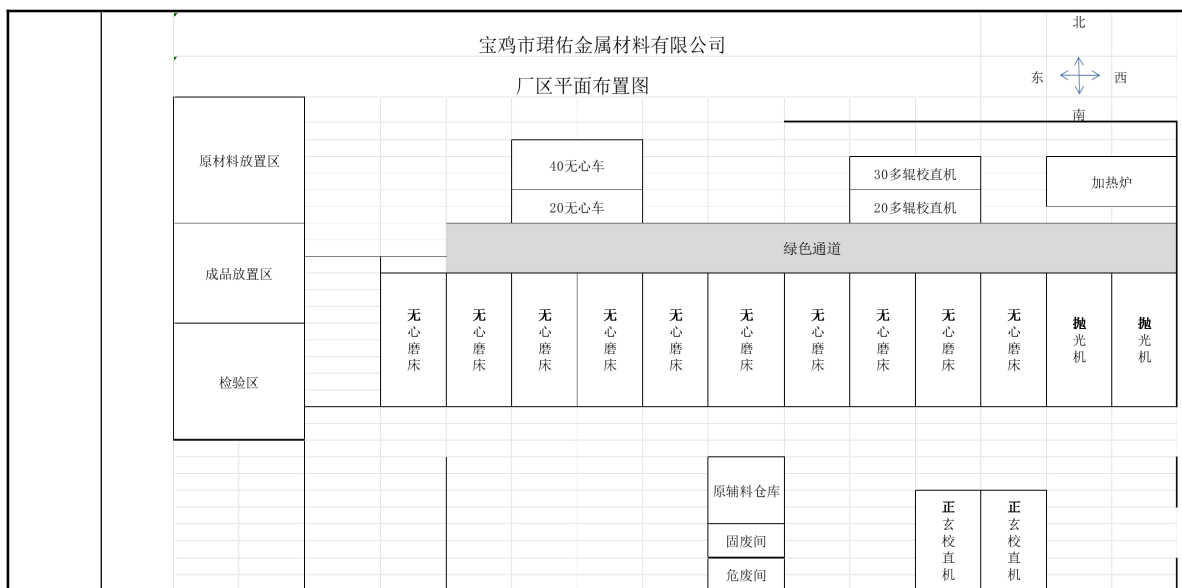 北
宝鸡市珺佑金属材料有限公司
东
西
厂区平面布置图
南
原材料放置区
40无心车
20无心车
30多辊校直机
20多辊校直机
加热炉
绿色通道
成品放置区
检验区
无心磨床
无心磨床
无心磨床
无心磨床
无心磨床
无心磨床
无心磨床
无心磨床
无心磨床
无心磨床
抛光机
抛光机
原辅料仓库
固废间
危废间
正玄校直机
正玄校直机